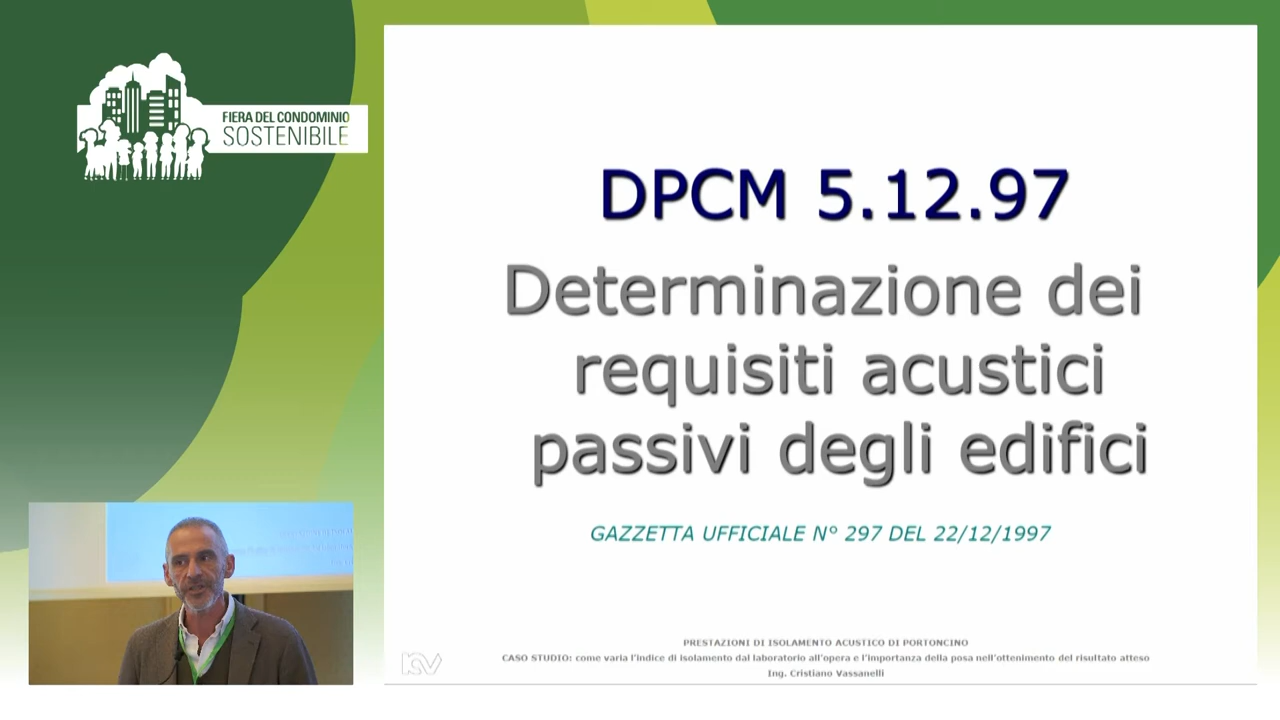 FIERA DEL CONDOMINIO
SOSTENIBILE
DPCM 5.12.97
Determinazione dei
requisiti acustici
passivi degli edifici
GAZZETTA UFFICIALE N° 297 DEL 22/12/1997
PRESTAZIONI DI ISOLAMENTO ACUSTICO DI PORTONCINO
CASO STUDIO: come varia l'indice di isolamento dal laboratorio all'opera e l'importanza della posa nell'ottenimento del risultato atteso
Ing. Cristiano Vassanelli